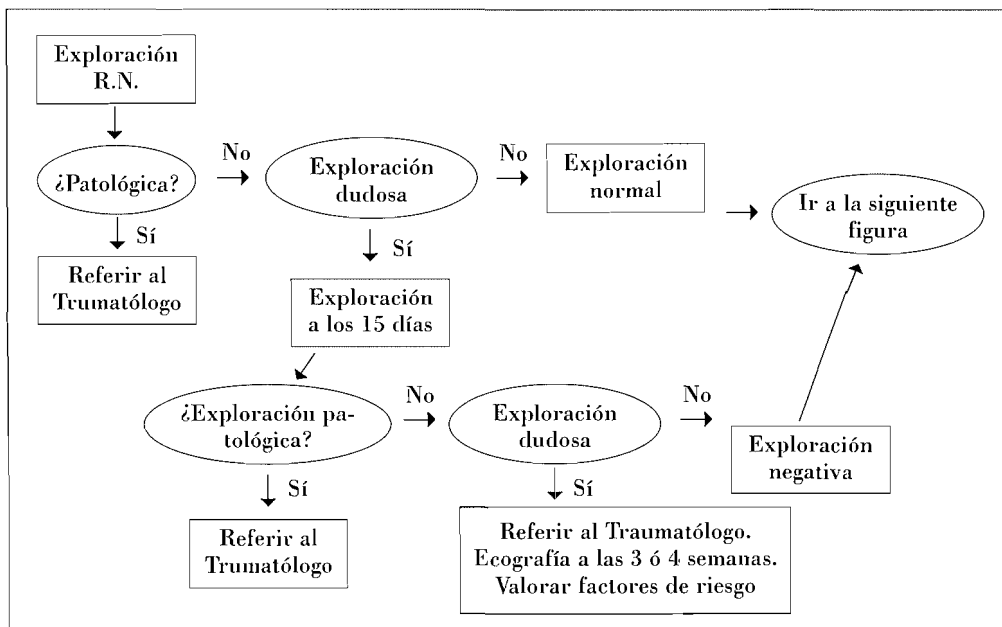 Exploración
R.N.
¿Patológica?
No
Exploración
dudosa
No
Exploración
normal
Ir a la siguiente
figura
Sí
Referir al
Trumatólogo
Sí
Exploración
a los 15 días
¿Exploración pa-
tológica?
No
Exploración
dudosa
No
Exploración
negativa
Sí
Referir al
Trumatólogo
Sí
Referir al Traumatólogo.
Ecografía a las 3 ó 4 semanas.
Valorar factores de riesgo